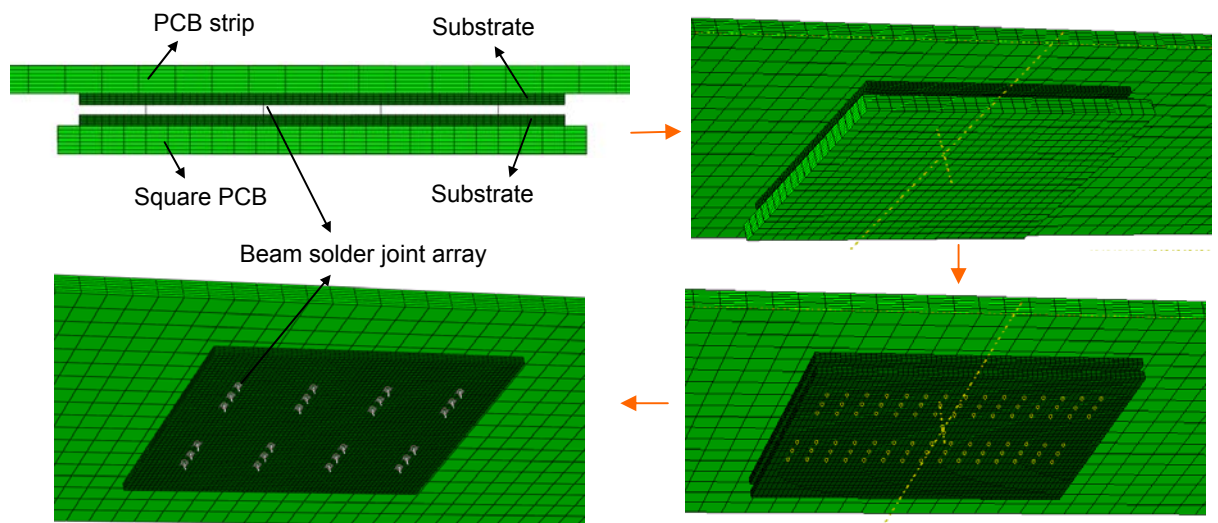 PCB strip
Substrate
Square PCB
Substrate
Beam solder joint array